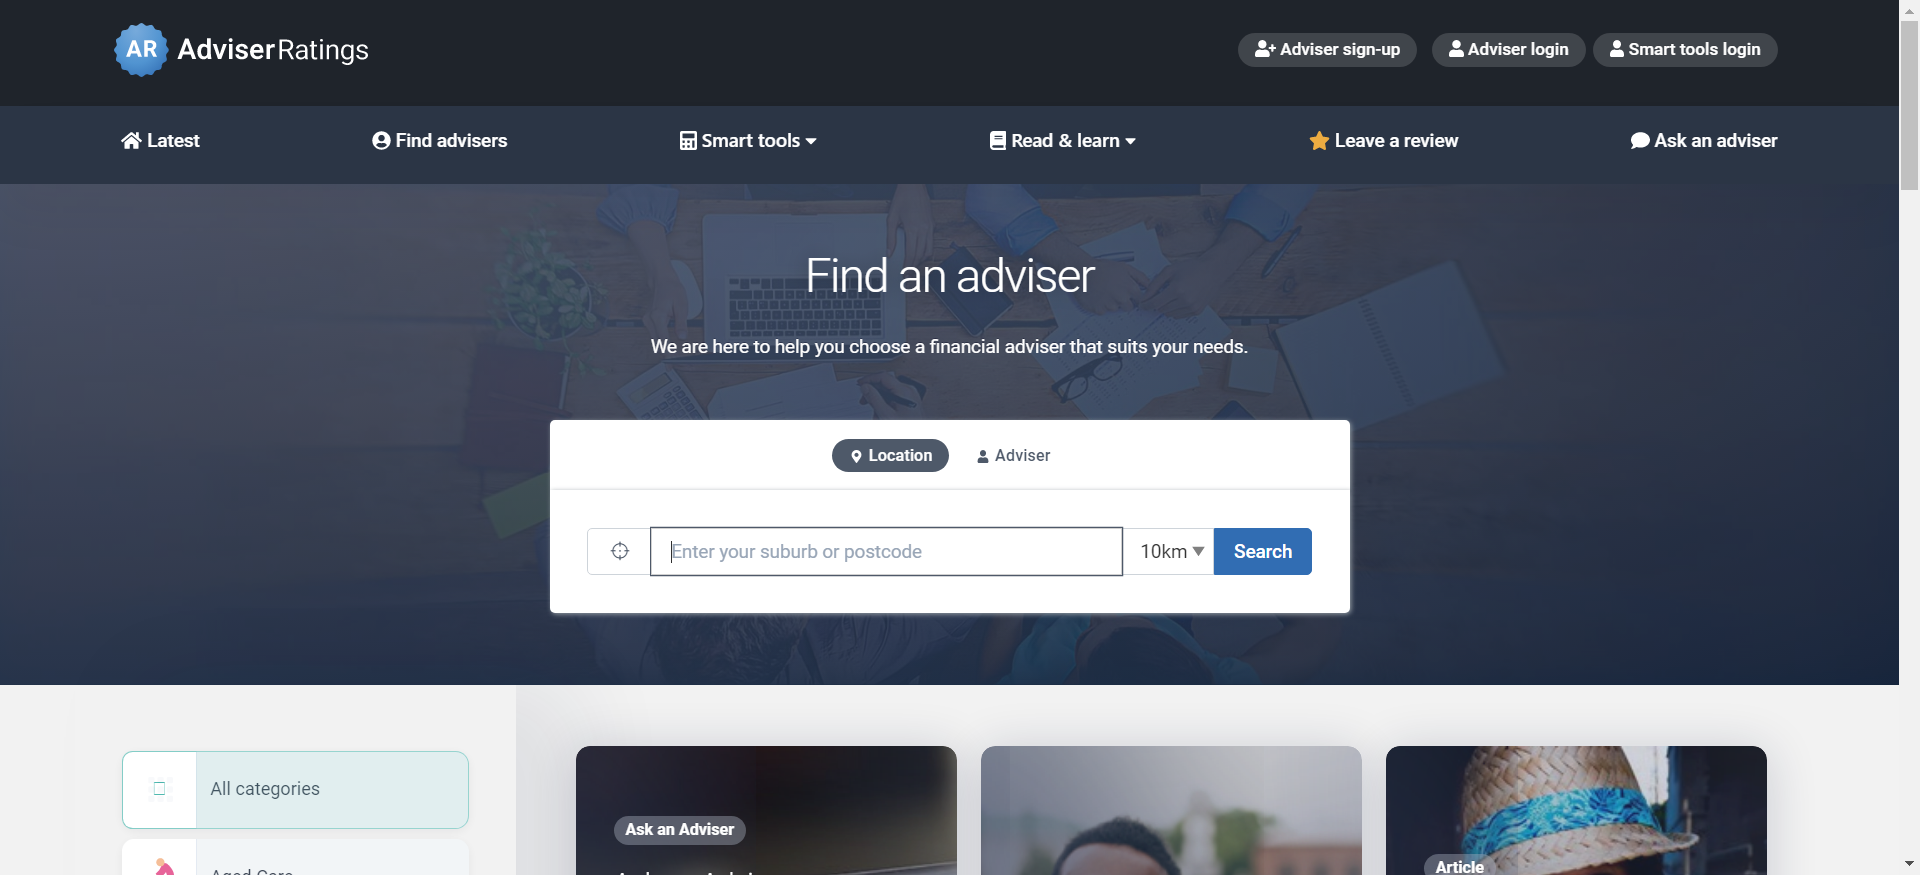 AR AdviserRatings
Adviser sign-up
Adviser login
Smart tools login
Latest
Find advisers
Smart tools
Read & learn
Leave a review
Ask an adviser
Find an adviser
We are here to help you choose a financial adviser that suits your needs.
Location
Adviser
Enter your suburb or postcode
10km
Search
All categories
Aged Care
Ask an Adviser
Article